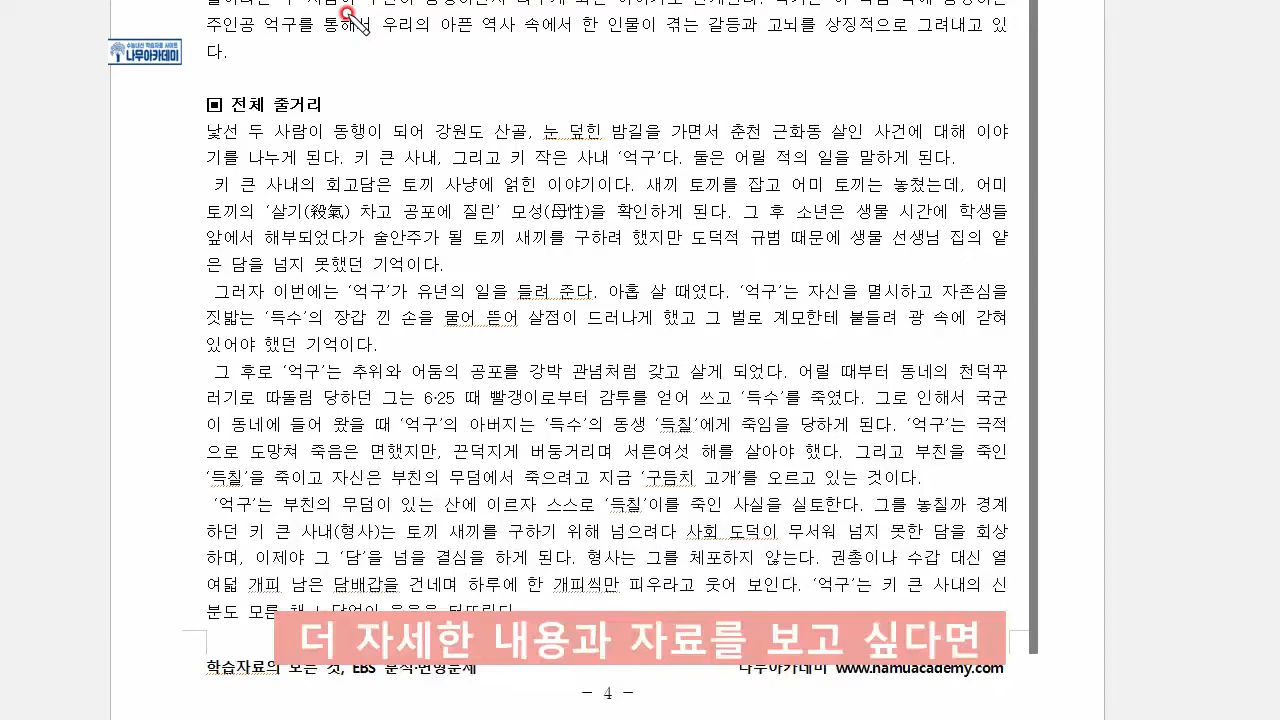 주인공 억구를 통해서 우리의 아픈 역사 속에서 한 인물이 겪는 갈등과 고뇌를 상징적으로 그려내고 있
다.
수능내신 학습자료 사이트
나무아카데미
▣ 전체 줄거리
낯선 두 사람이 동행이 되어 강원도 산골, 눈 덮힌 밤길을 가면서 춘천 근화동 살인 사건에 대해 이야
기를 나누게 된다. 키 큰 사내, 그리고 키 작은 사내 ‘억구’다. 둘은 어릴 적의 일을 말하게 된다.
키 큰 사내의 회고담은 토끼 사냥에 얽힌 이야기이다. 새끼 토끼를 잡고 어미 토끼는 놓쳤는데, 어미
토끼의 ‘살기(殺氣) 차고 공포에 질린’ 모성(母性)을 확인하게 된다. 그 후 소년은 생물 시간에 학생들
앞에서 해부되었다가 술안주가 될 토끼 새끼를 구하려 했지만 도덕적 규범 때문에 생물 선생님 집의 얕
은 담을 넘지 못했던 기억이다.
그러자 이번에는 ‘억구’가 유년의 일을 들려 준다. 아홉 살 때였다. ‘억구’는 자신을 멸시하고 자존심을
짓밟는 ‘득수’의 장갑 낀 손을 물어 뜯어 살점이 드러나게 했고 그 벌로 계모한테 붙들려 광 속에 갇혀
있어야 했던 기억이다.
그 후로 ‘억구’는 추위와 어둠의 공포를 강박 관념처럼 갖고 살게 되었다. 어릴 때부터 동네의 천덕꾸
러기로 따돌림 당하던 그는 6·25 때 빨갱이로부터 감투를 얻어 쓰고 ‘득수’를 죽였다. 그로 인해서 국군
이 동네에 들어 왔을 때 ‘억구’의 아버지는 ‘득수’의 동생 ‘득칠’에게 죽임을 당하게 된다. ‘억구’는 극적
으로 도망쳐 죽음은 면했지만, 끈덕지게 버둥거리며 서른여섯 해를 살아야 했다. 그리고 부친을 죽인
‘득칠’을 죽이고 자신은 부친의 무덤에서 죽으려고 지금 ‘구듬치 고개’를 오르고 있는 것이다.
‘억구’는 부친의 무덤이 있는 산에 이르자 스스로 ‘득칠’이를 죽인 사실을 실토한다. 그를 놓칠까 경계
하던 키 큰 사내(형사)는 토끼 새끼를 구하기 위해 넘으려다 사회 도덕이 무서워 넘지 못한 담을 회상
하며, 이제야 그 ‘담’을 넘을 결심을 하게 된다. 형사는 그를 체포하지 않는다. 권총이나 수갑 대신 열
여덟 개피 남은 담배갑을 건네며 하루에 한 개피씩만 피우라고 웃어 보인다. ‘억구’는 키 큰 사내의 신
분도 모른 채
더 자세한 내용과 자료를 보고 싶다면
학습자료의 모든 것, EBS 분석·변형문제 나무아카데미 www.namuacademy.com
- 4 -